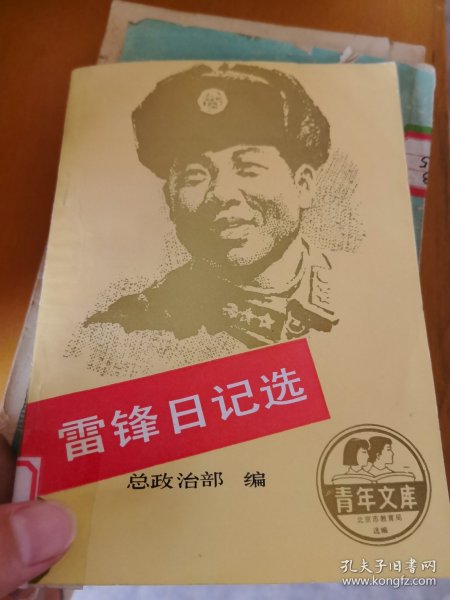 雷锋日记选
总政治部 编
青年文库
北京市教育局
选编
孔夫子旧书网
www.kongfz.com